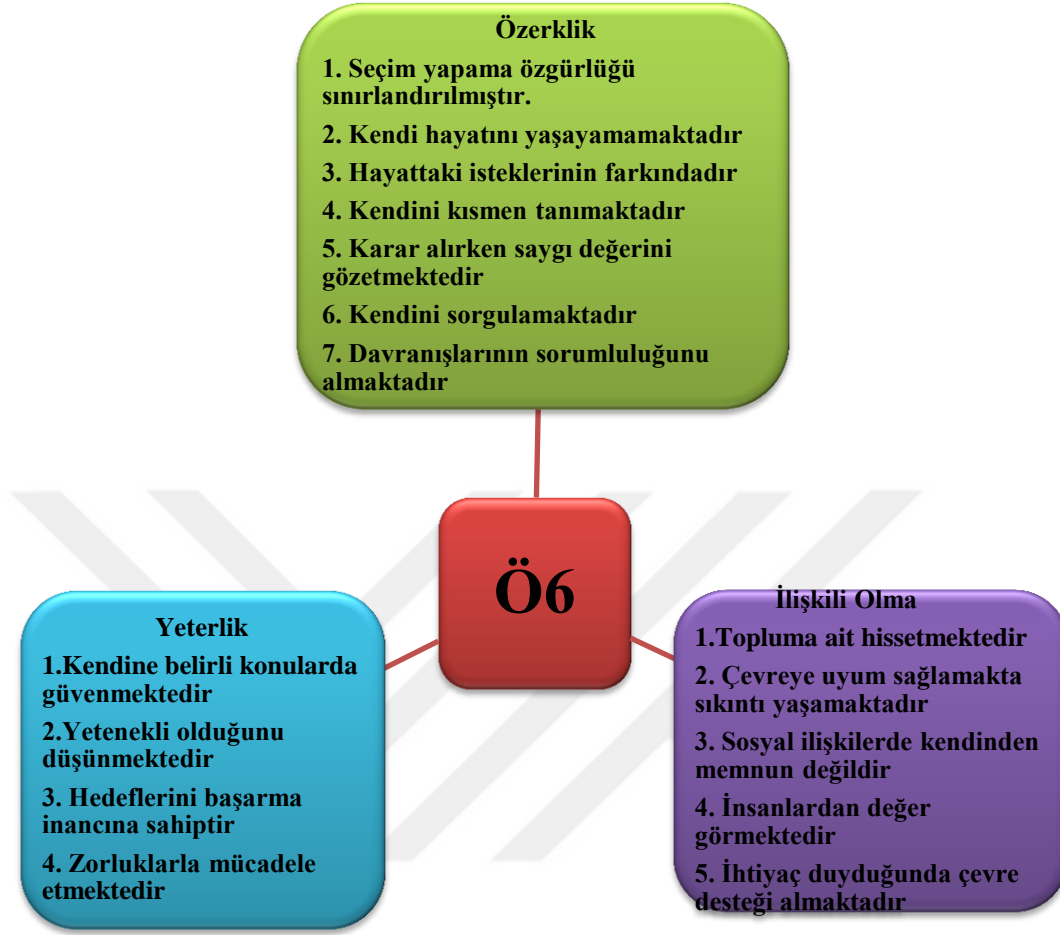 Özerklik
1. Seçim yapama özgürlüğü
sınırlandırılmıştır.
2. Kendi hayatını yaşayamamaktadır
3. Hayattaki isteklerinin farkındadır
4. Kendini kısmen tanımaktadır
5. Karar alırken saygı değerini
gözetmektedir
6. Kendini sorgulamaktadır
7. Davranışlarının sorumluluğunu
almaktadır
Ö6
Yeterlik
1.Kendine belirli konularda
güvenmektedir
2.Yetenekli olduğunu
düşünmektedir
3. Hedeflerini başarma
inancına sahiptir
4. Zorluklarla mücadele
etmektedir
İlişkili Olma
1.Topluma ait hissetmektedir
2. Çevreye uyum sağlamakta
sıkıntı yaşamaktadır
3. Sosyal ilişkilerde kendinden
memnun değildir
4. İnsanlardan değer
görmektedir
5. İhtiyaç duyduğunda çevre
desteği almaktadır